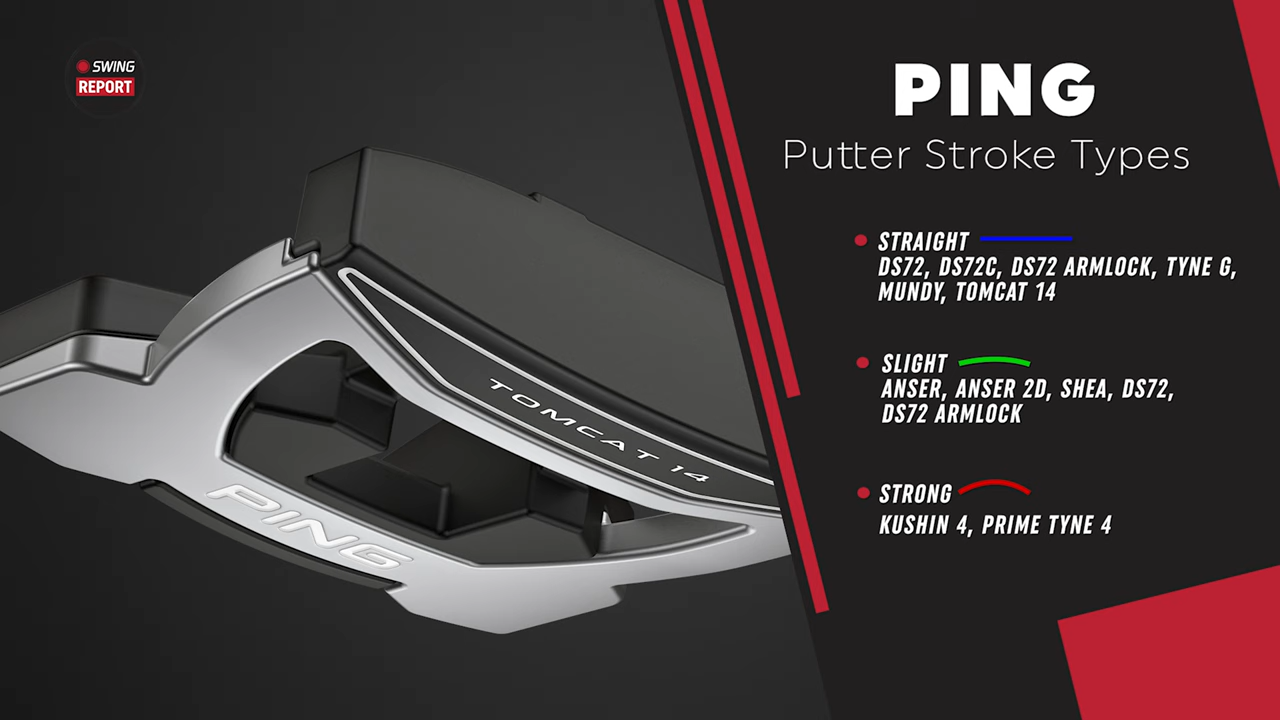 SWING
REPORT
PING
Putter Stroke Types
STRAIGHT
DS72, DS72C, DS72 ARMLOCK, TYNE G,
MUNDY, TOMCAT 14
SLIGHT
ANSER, ANSER 2D, SHEA, DS72,
DS72 ARMLOCK
STRONG
KUSHIN 4, PRIME TYNE 4
TOMCAT 14
PING